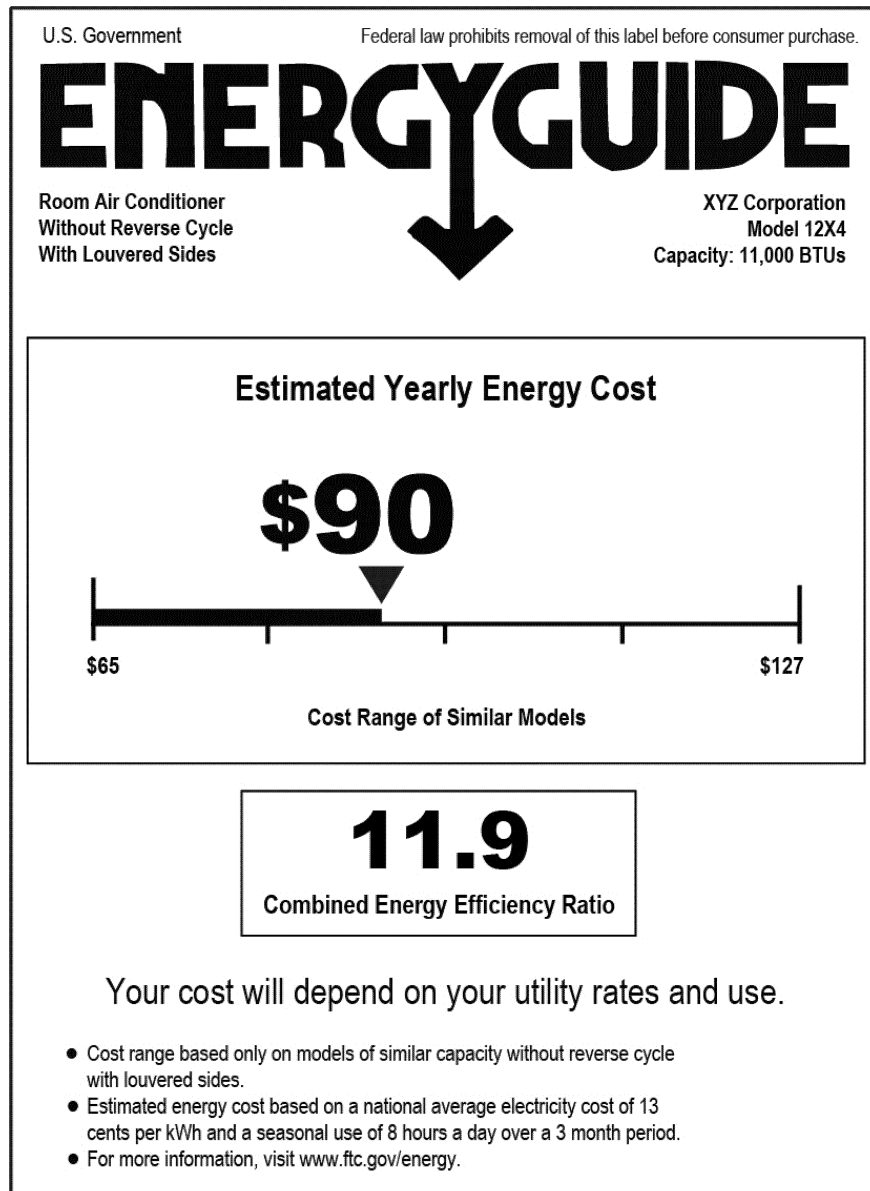 U.S. Government
Federal law prohibits removal of this label before consumer purchase.
ENERGYGUIDE
Room Air Conditioner
Without Reverse Cycle
With Louvered Sides
XYZ Corporation
Model 12X4
Capacity: 11,000 BTUs
Estimated Yearly Energy Cost
$90
$65
$127
Cost Range of Similar Models
11.9
Combined Energy Efficiency Ratio
Your cost will depend on your utility rates and use.
● Cost range based only on models of similar capacity without reverse cycle
with louvered sides.
● Estimated energy cost based on a national average electricity cost of 13
cents per kWh and a seasonal use of 8 hours a day over a 3 month period.
● For more information, visit www.ftc.gov/energy.